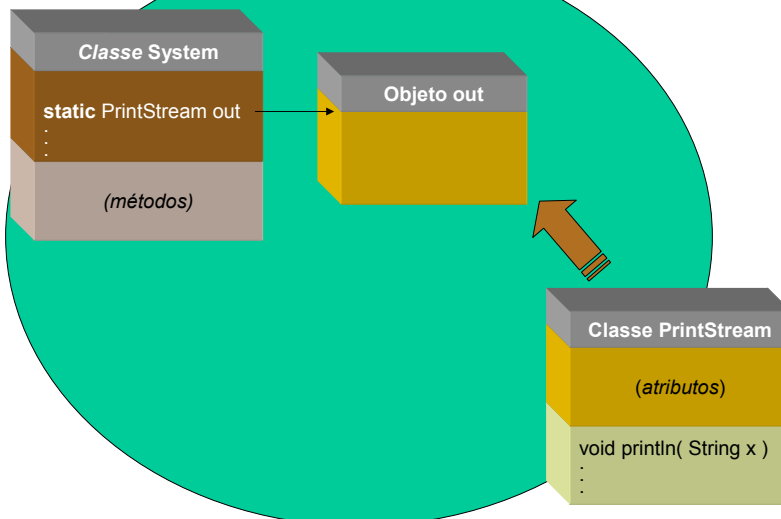 Classe System
static PrintStream out
:
:
(métodos)
Objeto out
Classe PrintStream
(atributos)
void println( String x )
:
: